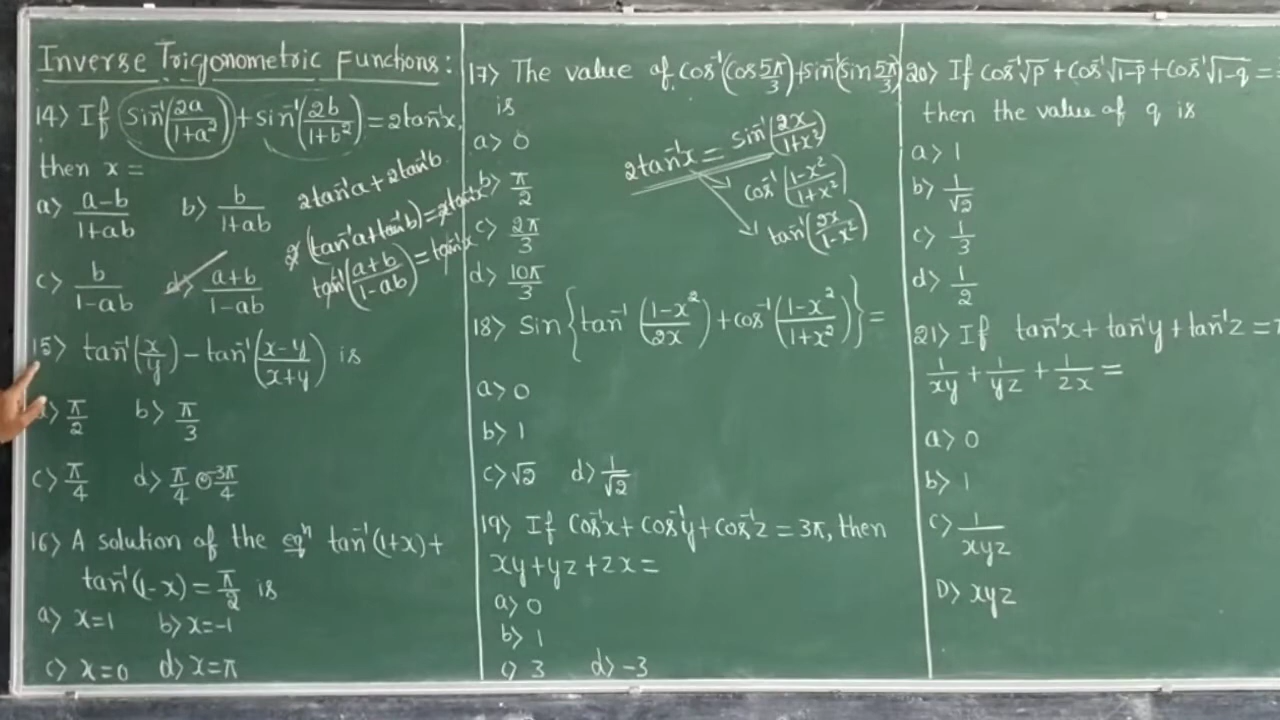 Inverse Trigonometric Functions :
14) If sin⁻¹(2a/1+a²) + sin⁻¹(2b/1+b²) = 2tan⁻¹x,
then x =
a) a-b/1+ab b) b/1+ab
c) b/1-ab d) a+b/1-ab
2tan⁻¹a + 2tan⁻¹b
2(tan⁻¹a + tan⁻¹b) = 2tan⁻¹x
tan⁻¹(a+b/1-ab) = tan⁻¹x
15) tan⁻¹(x/y) - tan⁻¹(x-y/x+y) is
a) π/2 b) π/3
c) π/4 d) π/4 or 3π/4
16) A solution of the eqⁿ tan⁻¹(1+x) +
tan⁻¹(1-x) = π/2 is
a) x=1 b) x=-1
c) x=0 d) x=π
17) The value of cos⁻¹(cos 5π/3) + sin⁻¹(sin 5π/3)
is
a) 0
b) π/2
c) 2π/3
d) 10π/3
2tan⁻¹x = sin⁻¹(2x/1+x²)
cos⁻¹(1-x²/1+x²)
tan⁻¹(2x/1-x²)
18) Sin{tan⁻¹(1-x²/2x) + cos⁻¹(1-x²/1+x²)} =
a) 0
b) 1
c) √2 d) 1/√2
19) If cos⁻¹x + cos⁻¹y + cos⁻¹z = 3π, then
xy + yz + zx =
a) 0
b) 1
c) 3 d) -3
20) If cos⁻¹√p + cos⁻¹√1-p + cos⁻¹√1-q =
then the value of q is
a) 1
b) 1/√2
c) 1/3
d) 1/2
21) If tan⁻¹x + tan⁻¹y + tan⁻¹z =
1/xy + 1/yz + 1/zx =
a) 0
b) 1
c) 1/xyz
D) xyz